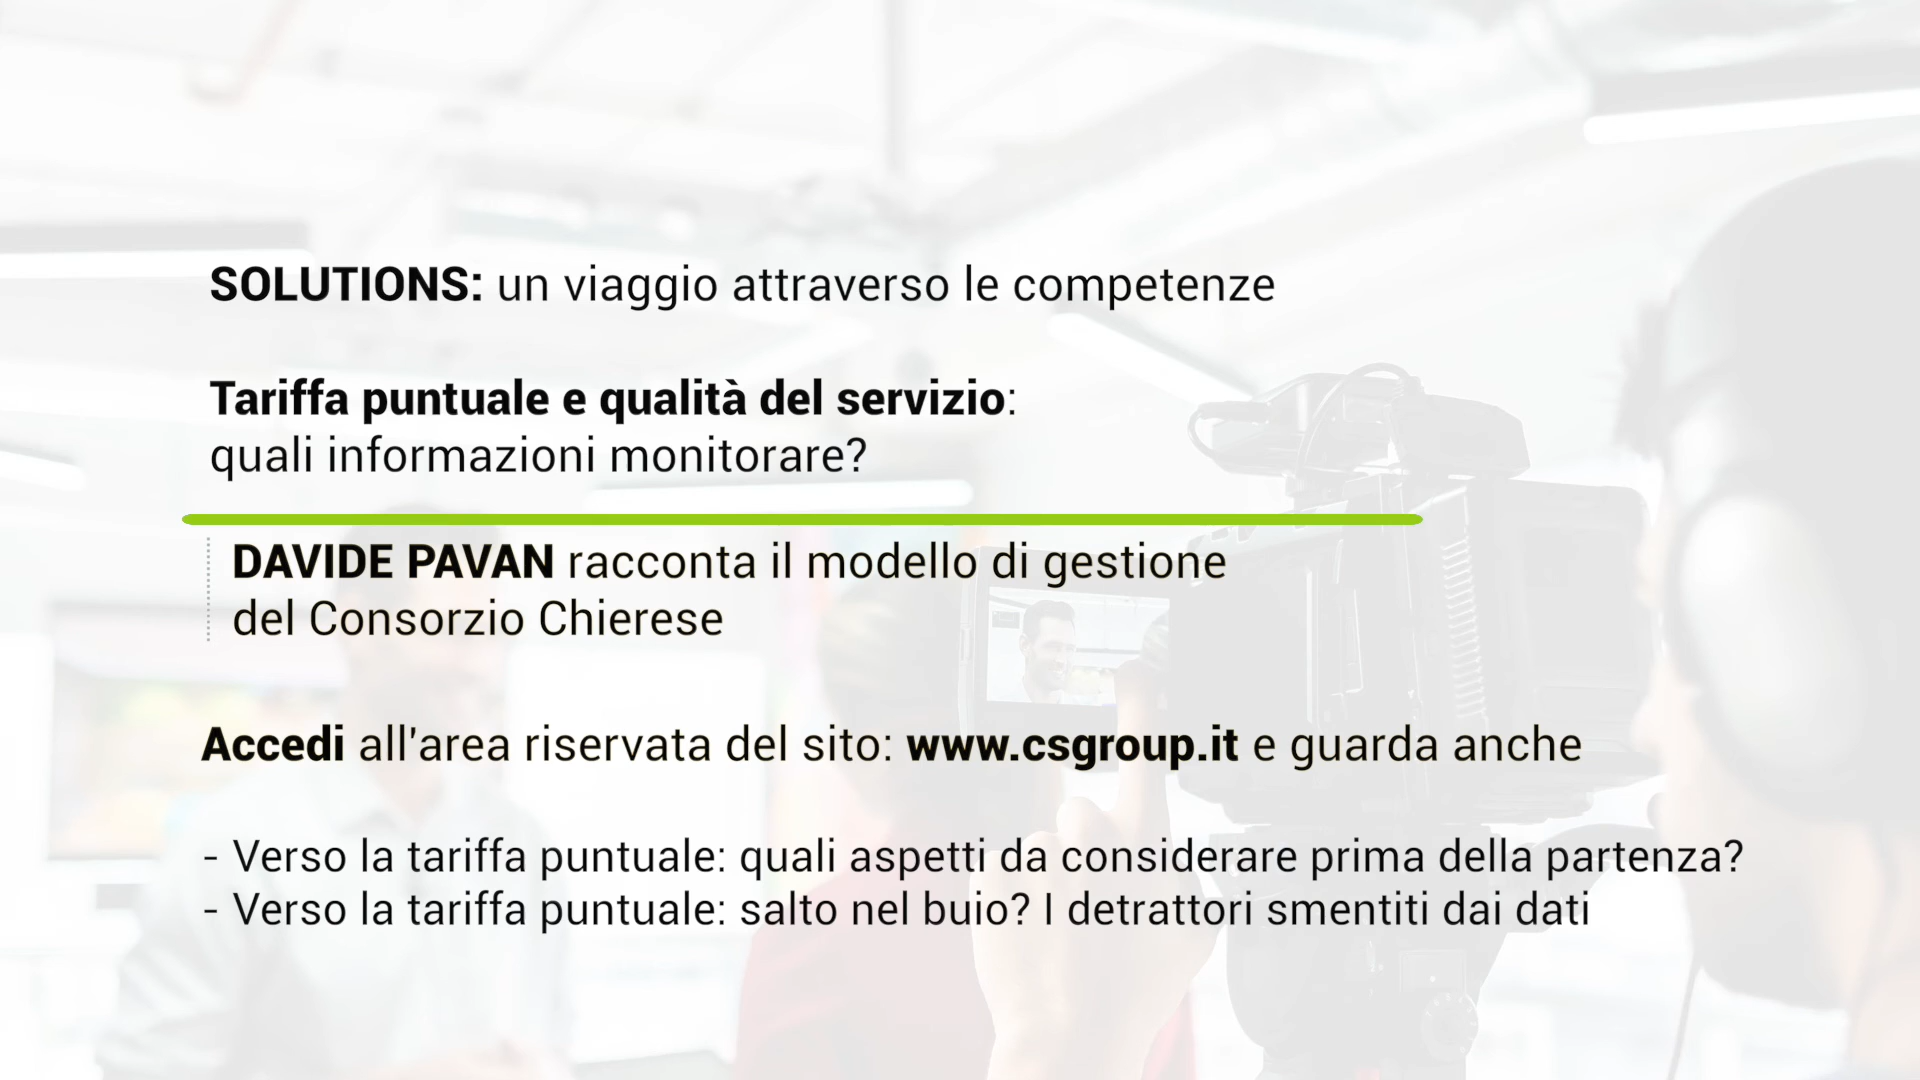 SOLUTIONS: un viaggio attraverso le competenze
Tariffa puntuale e qualità del servizio:
quali informazioni monitorare?
DAVIDE PAVAN racconta il modello di gestione
del Consorzio Chierese
Accedi all'area riservata del sito: www.csgroup.it e guarda anche
- Verso la tariffa puntuale: quali aspetti da considerare prima della partenza?
- Verso la tariffa puntuale: salto nel buio? I detrattori smentiti dai dati